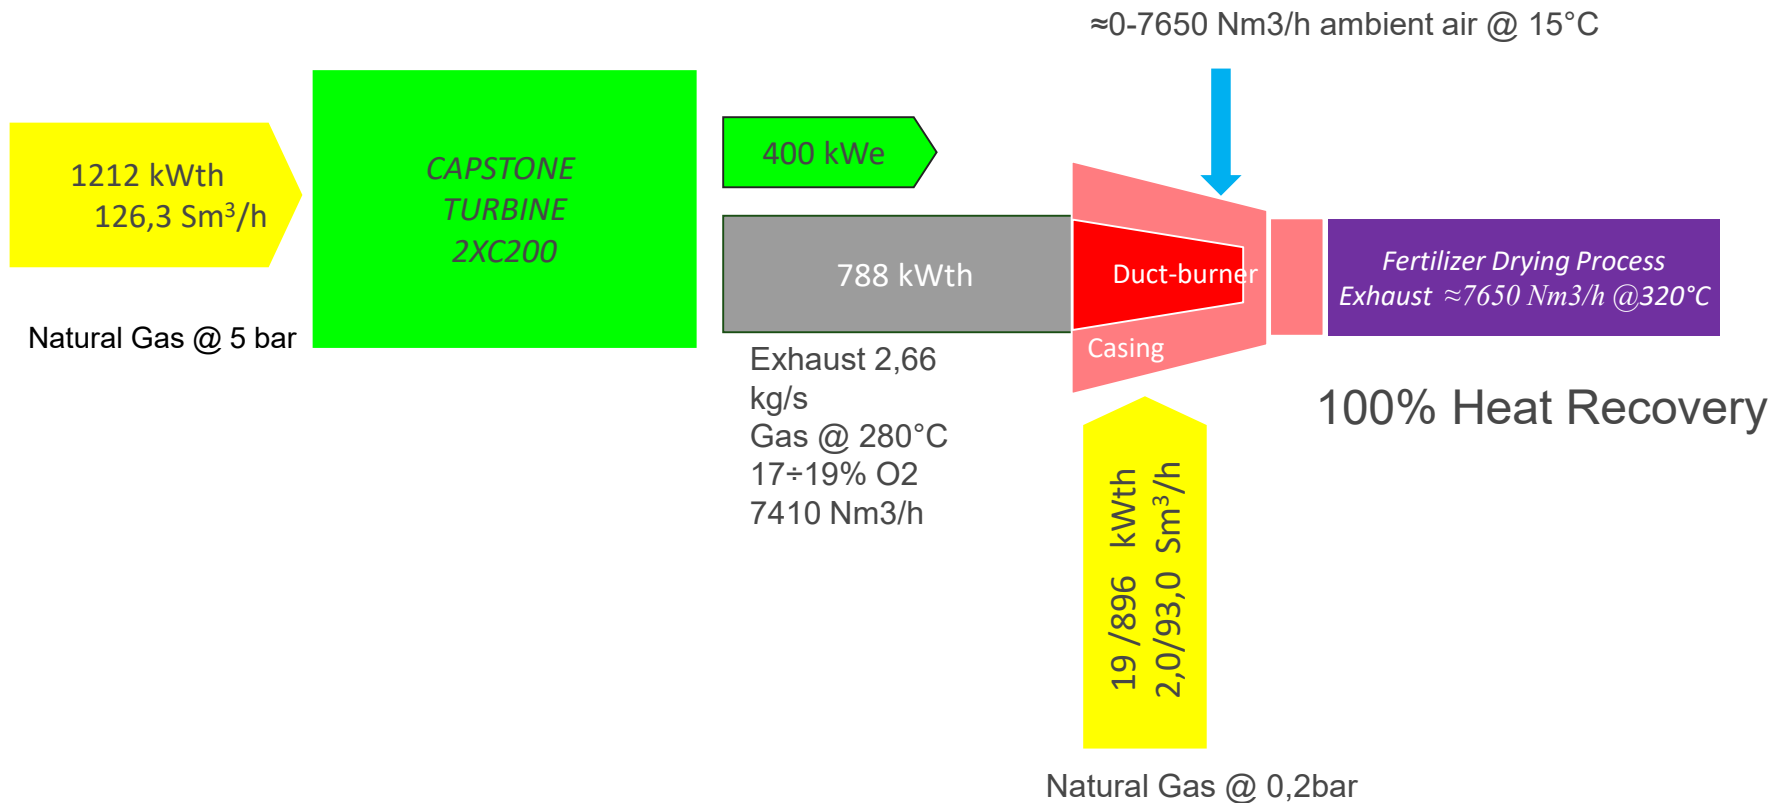 ≈0-7650 Nm3/h ambient air @ 15°C
1212 kWth
126,3 Sm³/h
Natural Gas @ 5 bar
CAPSTONE
TURBINE
2XC200
400 kWe
788 kWth
Exhaust 2,66
kg/s
Gas @ 280°C
17÷19% O2
7410 Nm3/h
Duct-burner
Casing
Fertilizer Drying Process
Exhaust ≈7650 Nm3/h @320°C
100% Heat Recovery
19 /896 kWth
2,0/93,0 Sm³/h
Natural Gas @ 0,2bar